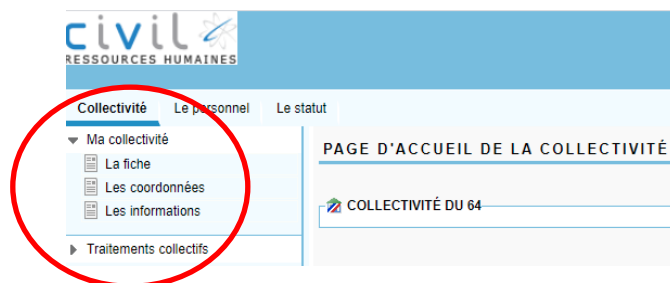 civil
RESSOURCES HUMAINES
Collectivité Le personnel Le statut
Ma collectivité
La fiche
Les coordonnées
Les informations
Traitements collectifs
PAGE D'ACCUEIL DE LA COLLECTIVITÉ
COLLECTIVITÉ DU 64